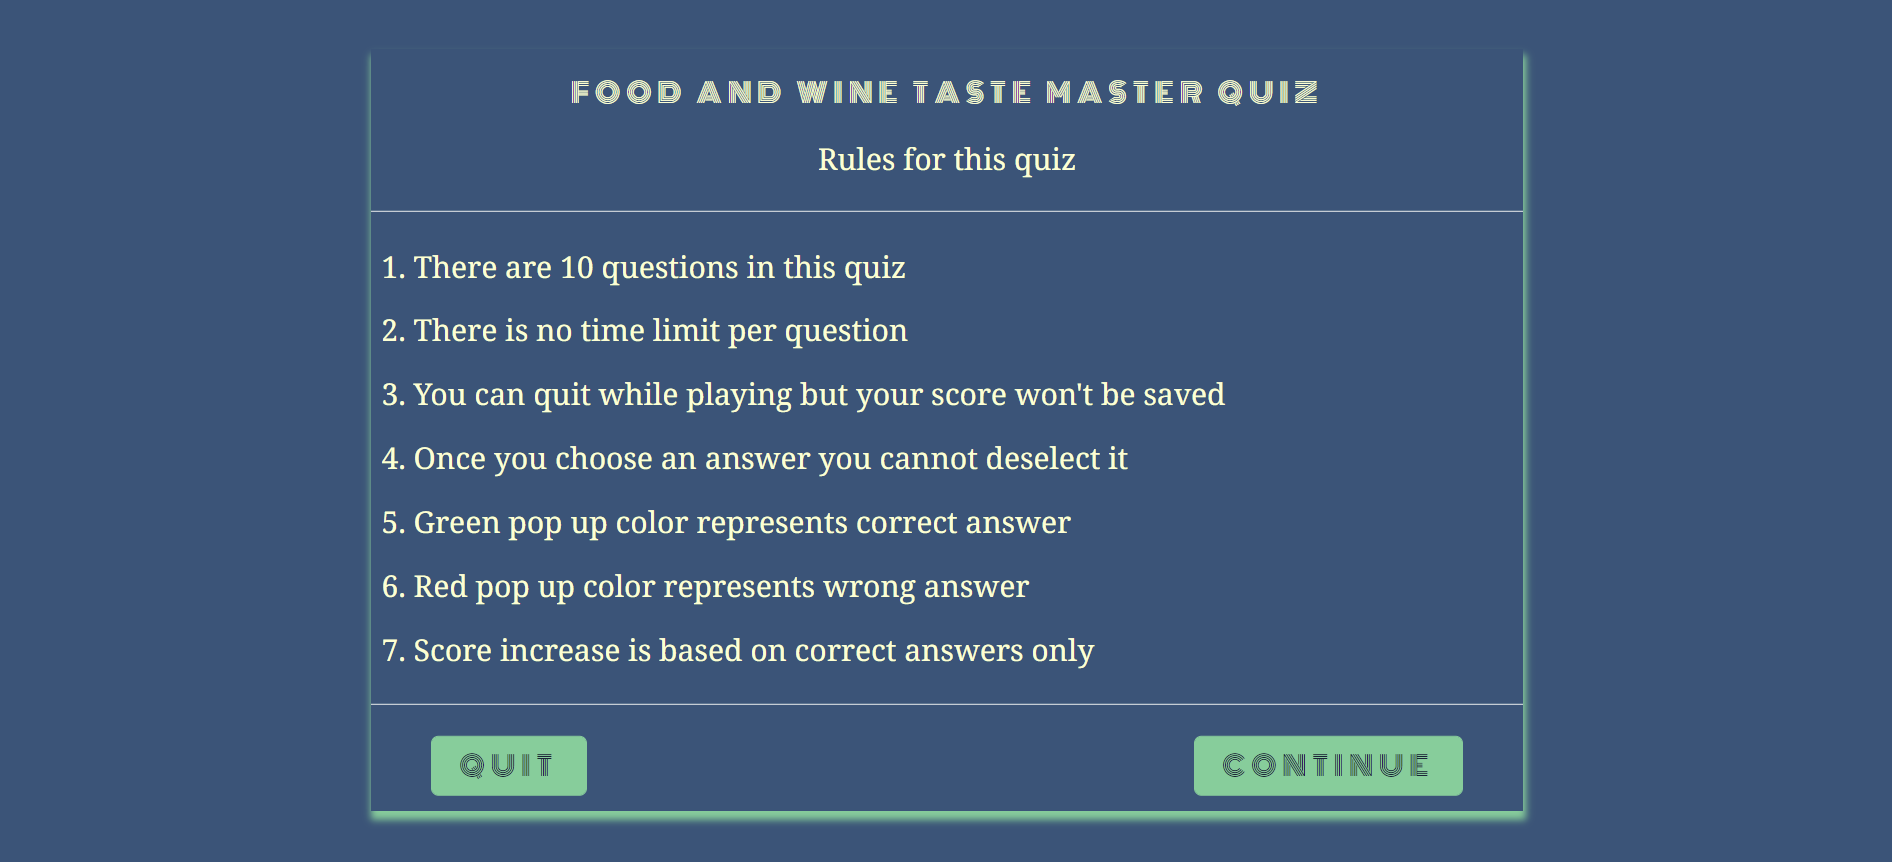 FOOD AND WINE TASTE MASTER QUIZ
Rules for this quiz
1. There are 10 questions in this quiz
2. There is no time limit per question
3. You can quit while playing but your score won't be saved
4. Once you choose an answer you cannot deselect it
5. Green pop up color represents correct answer
6. Red pop up color represents wrong answer
7. Score increase is based on correct answers only
QUIT
CONTINUE